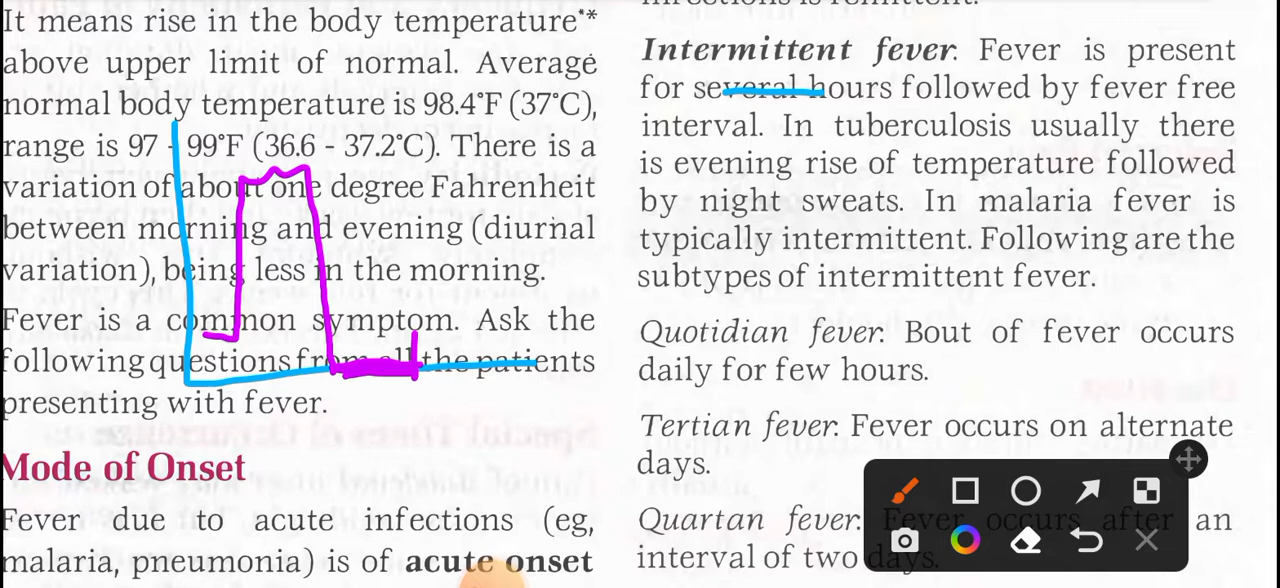 It means rise in the body temperature**
above upper limit of normal. Average
normal body temperature is 98.4°F (37°C),
range is 97 - 99°F (36.6 - 37.2°C). There is a
variation of about one degree Fahrenheit
between morning and evening (diurnal
variation), being less in the morning.
Fever is a common symptom. Ask the
following questions from all the patients
presenting with fever.
Mode of Onset
Fever due to acute infections (eg,
malaria, pneumonia) is of acute onset
Intermittent fever: Fever is present
for several hours followed by fever free
interval. In tuberculosis usually there
is evening rise of temperature followed
by night sweats. In malaria fever is
typically intermittent. Following are the
subtypes of intermittent fever.
Quotidian fever: Bout of fever occurs
daily for few hours.
Tertian fever: Fever occurs on alternate
days.
Quartan fever: Fever occurs after an
interval of two days.